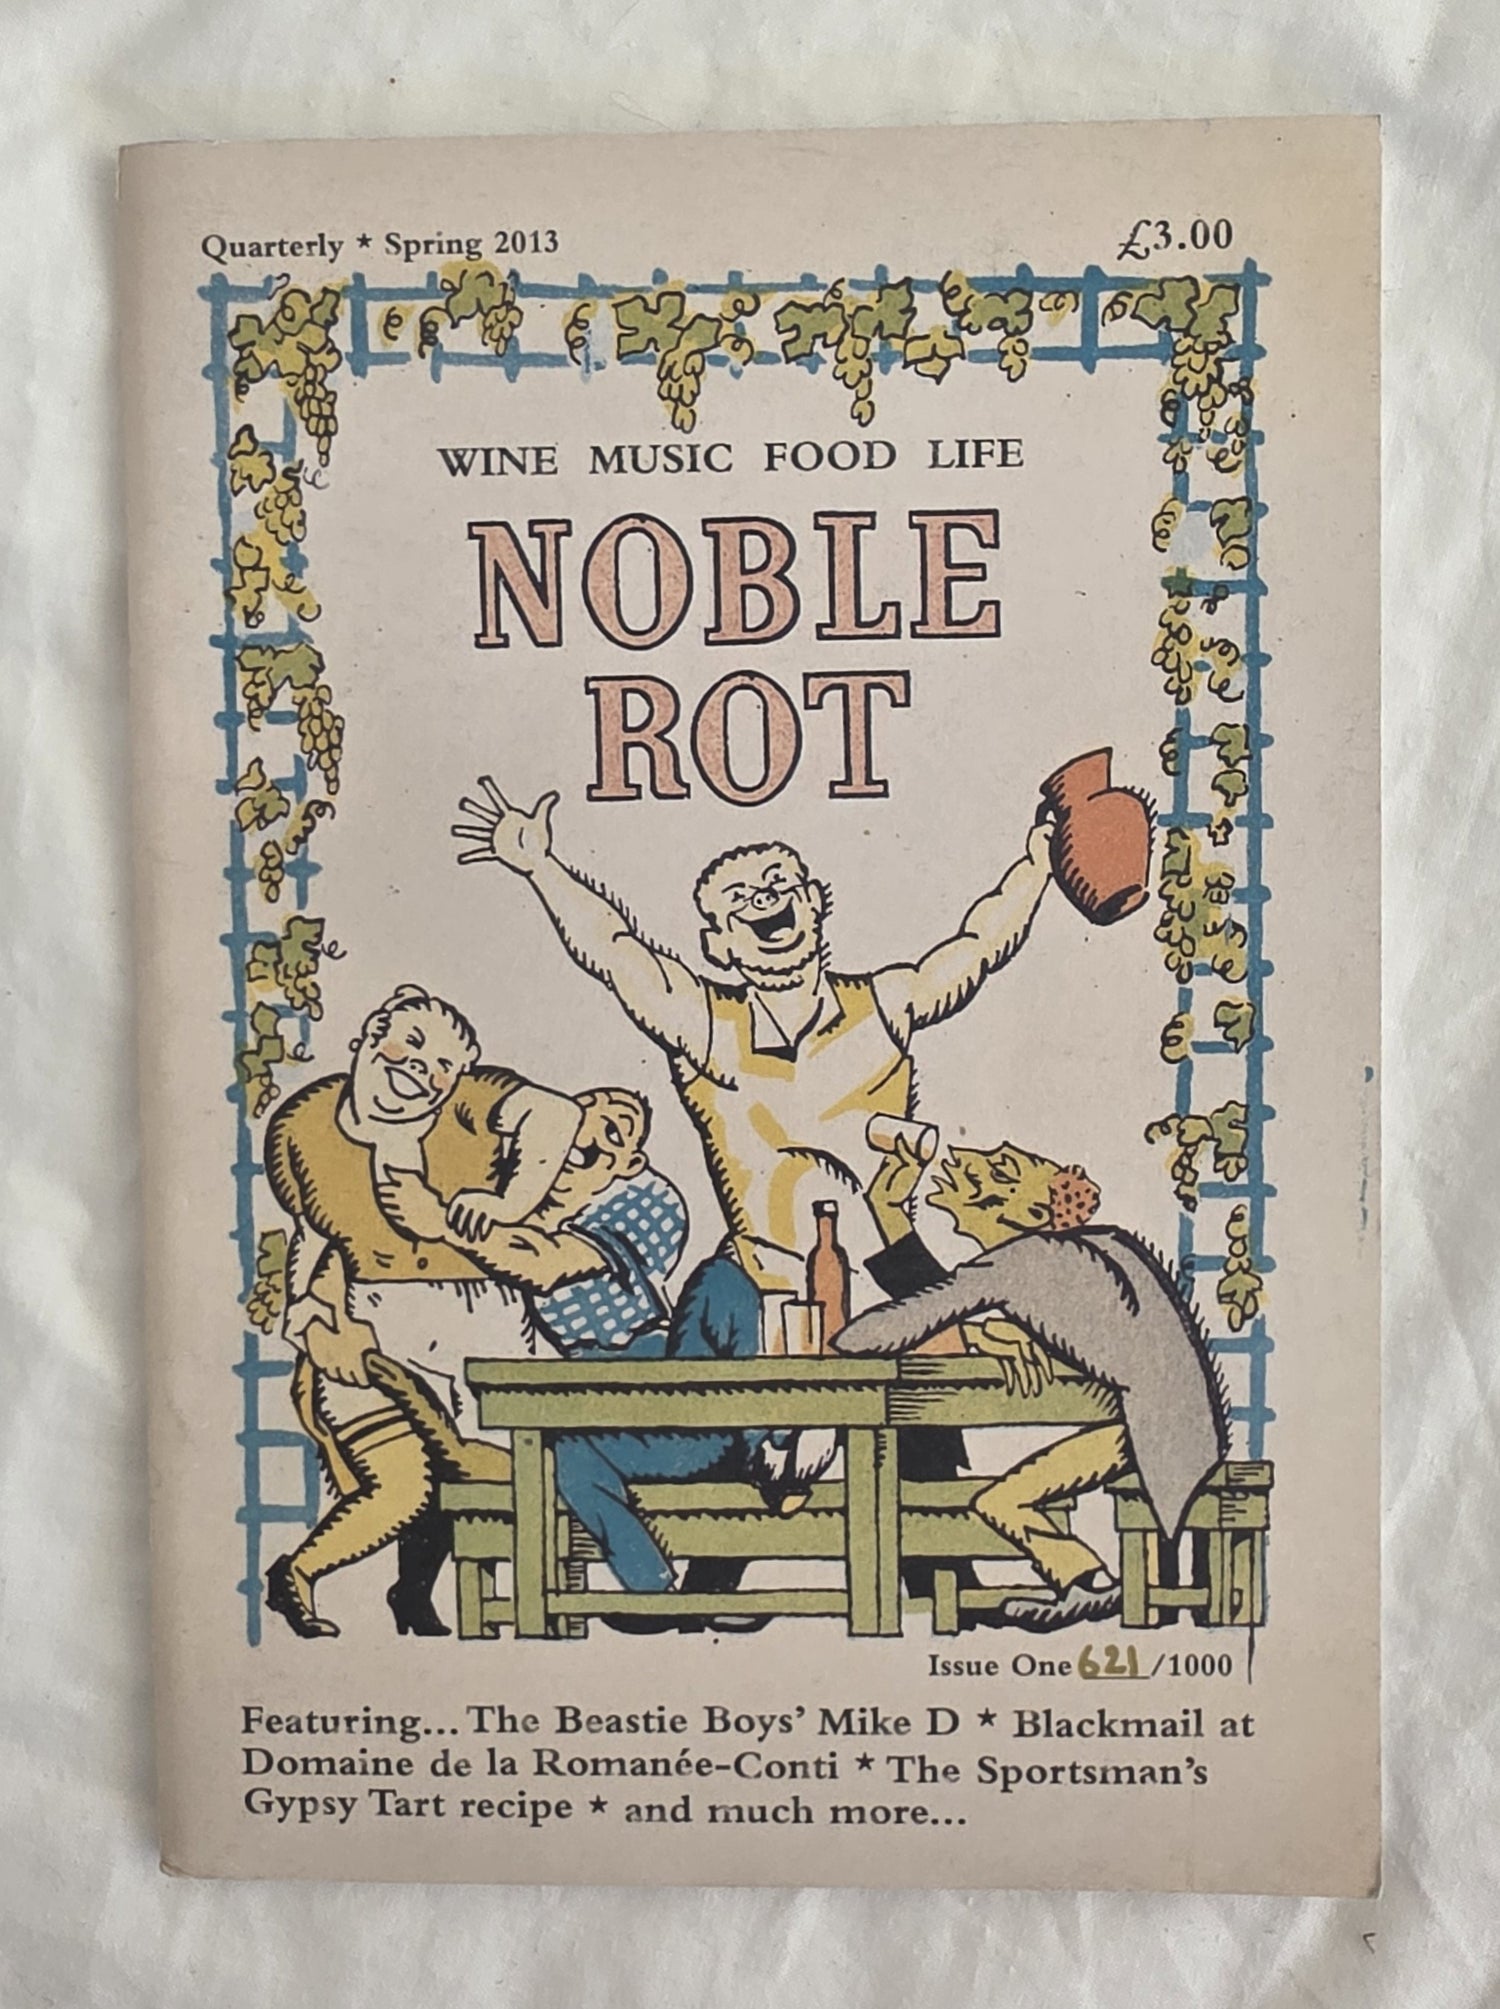 Quarterly ★ Spring 2013
£3.00
WINE MUSIC FOOD LIFE
NOBLE
ROT
Issue One 621/1000
Featuring... The Beastie Boys’ Mike D ★ Blackmail at
Domaine de la Romanée-Conti ★ The Sportsman’s
Gypsy Tart recipe ★ and much more...